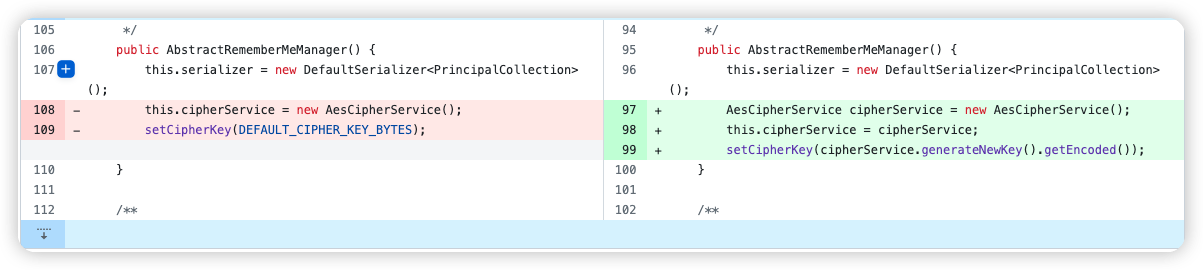 105 */
106 public AbstractRememberMeManager() {
107 + this.serializer = new DefaultSerializer<PrincipalCollection>
();
108 - this.cipherService = new AesCipherService();
109 - setCipherKey(DEFAULT_CIPHER_KEY_BYTES);
110 }
111
112 /**
94 */
95 public AbstractRememberMeManager() {
96 this.serializer = new DefaultSerializer<PrincipalCollection>
();
97 + AesCipherService cipherService = new AesCipherService();
98 + this.cipherService = cipherService;
99 + setCipherKey(cipherService.generateNewKey().getEncoded());
100 }
101
102 /**